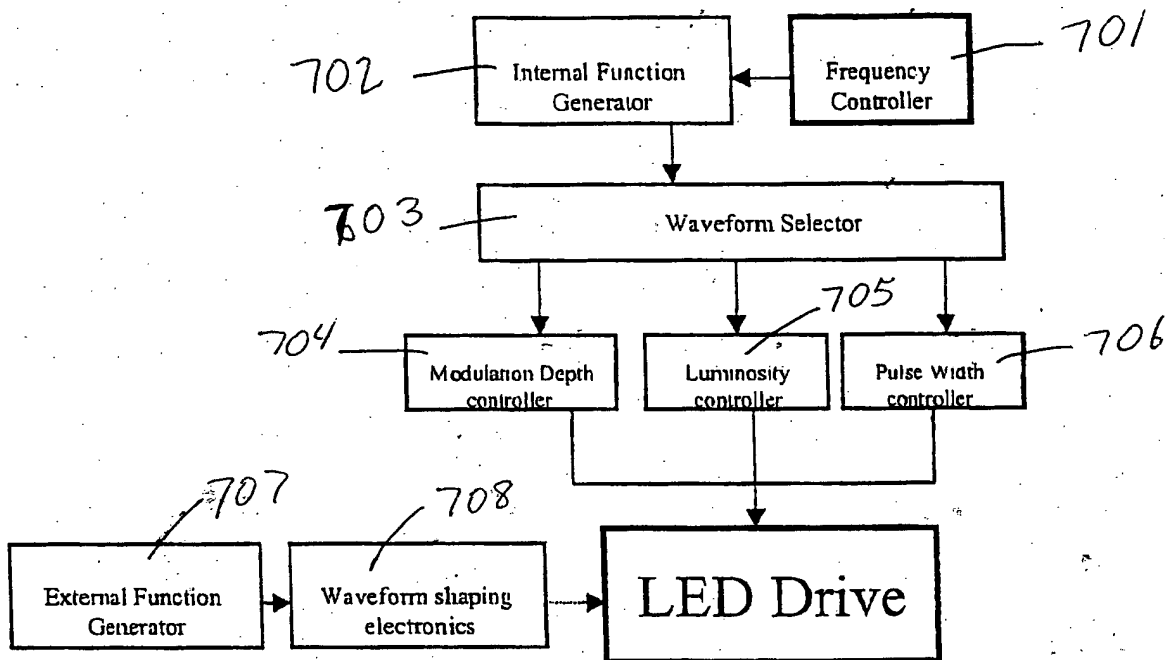 702
Internal Function
Generator
Frequency
Controller
701
703
Waveform Selector
704
Modulation Depth
controller
705
Luminosity
controller
Pulse Width
controller
706
707
External Function
Generator
708
Waveform shaping
electronics
LED Drive